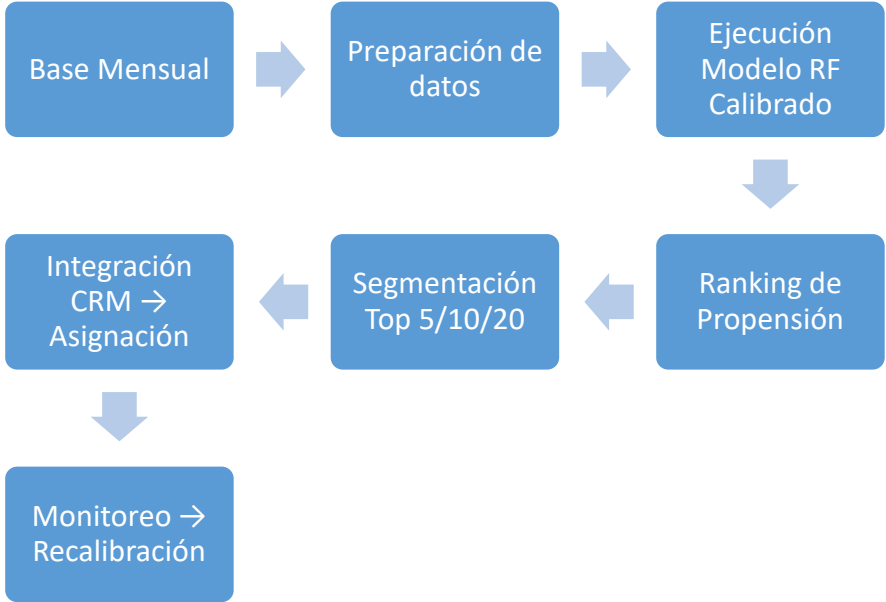 Base Mensual
Preparación de
datos
Ejecución
Modelo RF
Calibrado
Ranking de
Propensión
Segmentación
Top 5/10/20
Integración
CRM →
Asignación
Monitoreo →
Recalibración